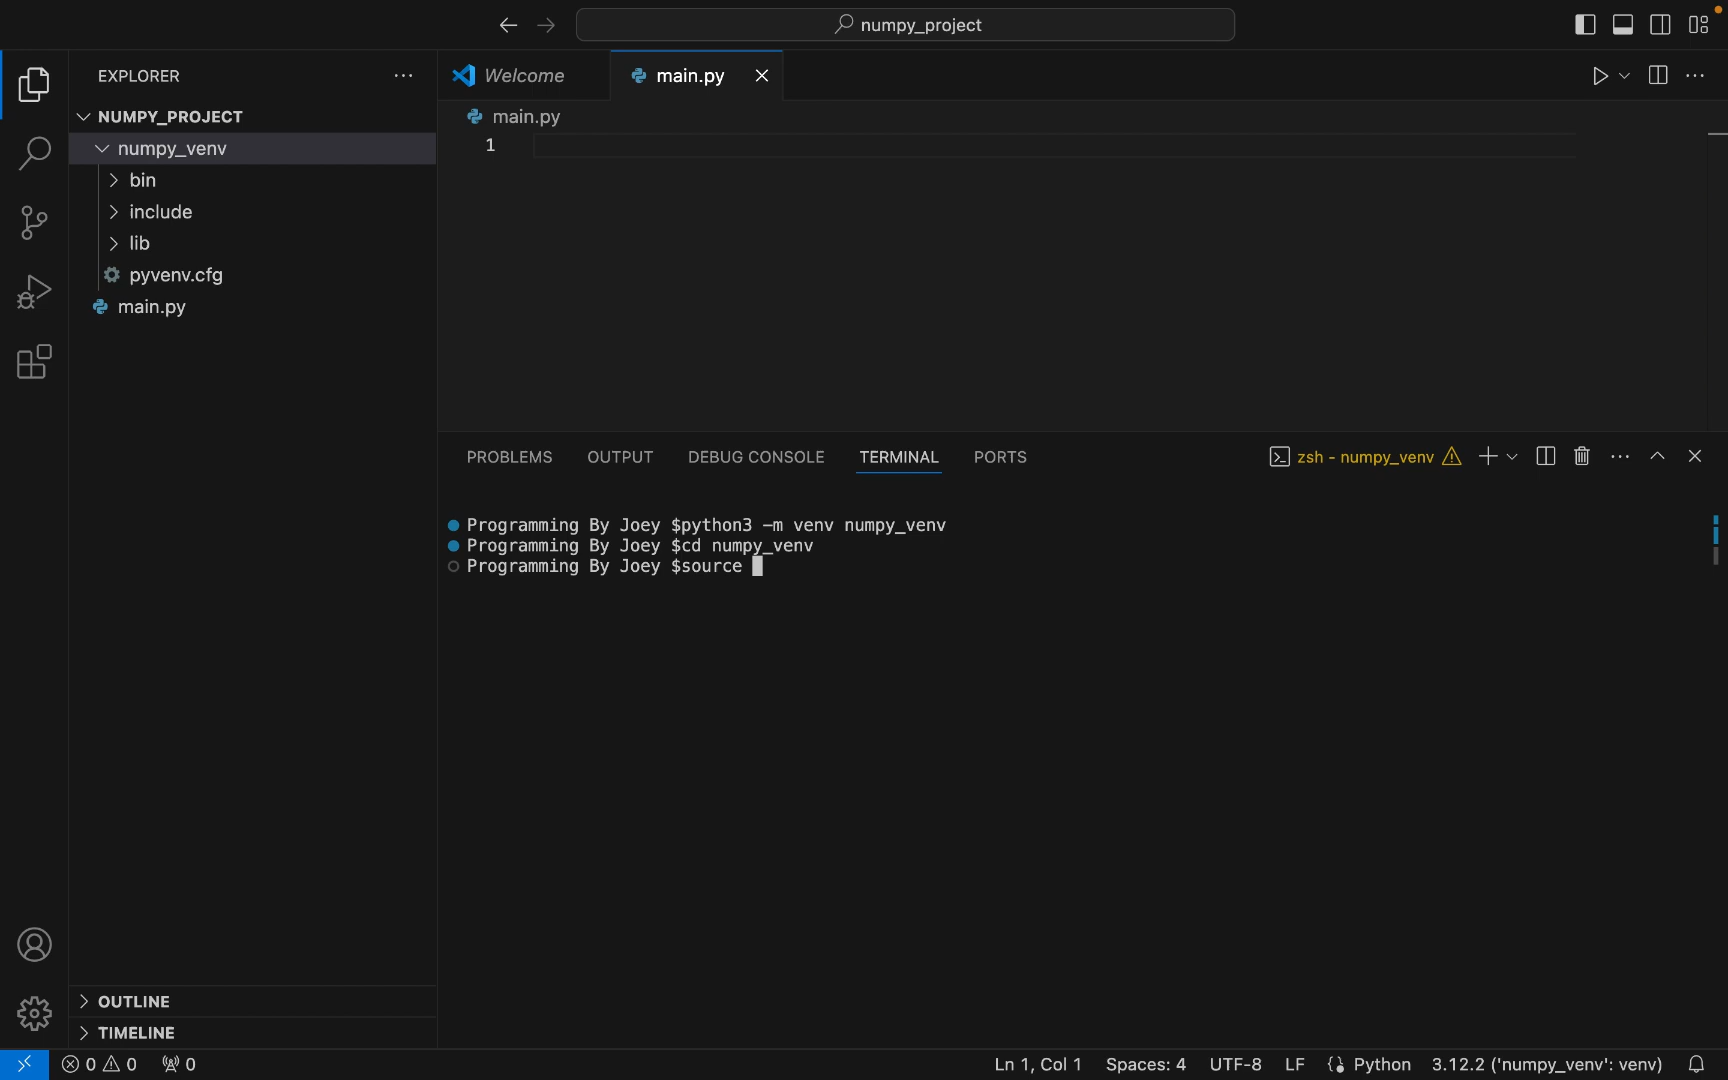 numpy_project
EXPLORER
NUMPY_PROJECT
numpy_venv
bin
include
lib
pyvenv.cfg
main.py
Welcome
main.py
main.py
1
PROBLEMS OUTPUT DEBUG CONSOLE TERMINAL PORTS
zsh - numpy_venv
Programming By Joey $python3 -m venv numpy_venv
Programming By Joey $cd numpy_venv
Programming By Joey $source
OUTLINE
TIMELINE
0 0 0
Ln 1, Col 1 Spaces: 4 UTF-8 LF Python 3.12.2 ('numpy_venv': venv)